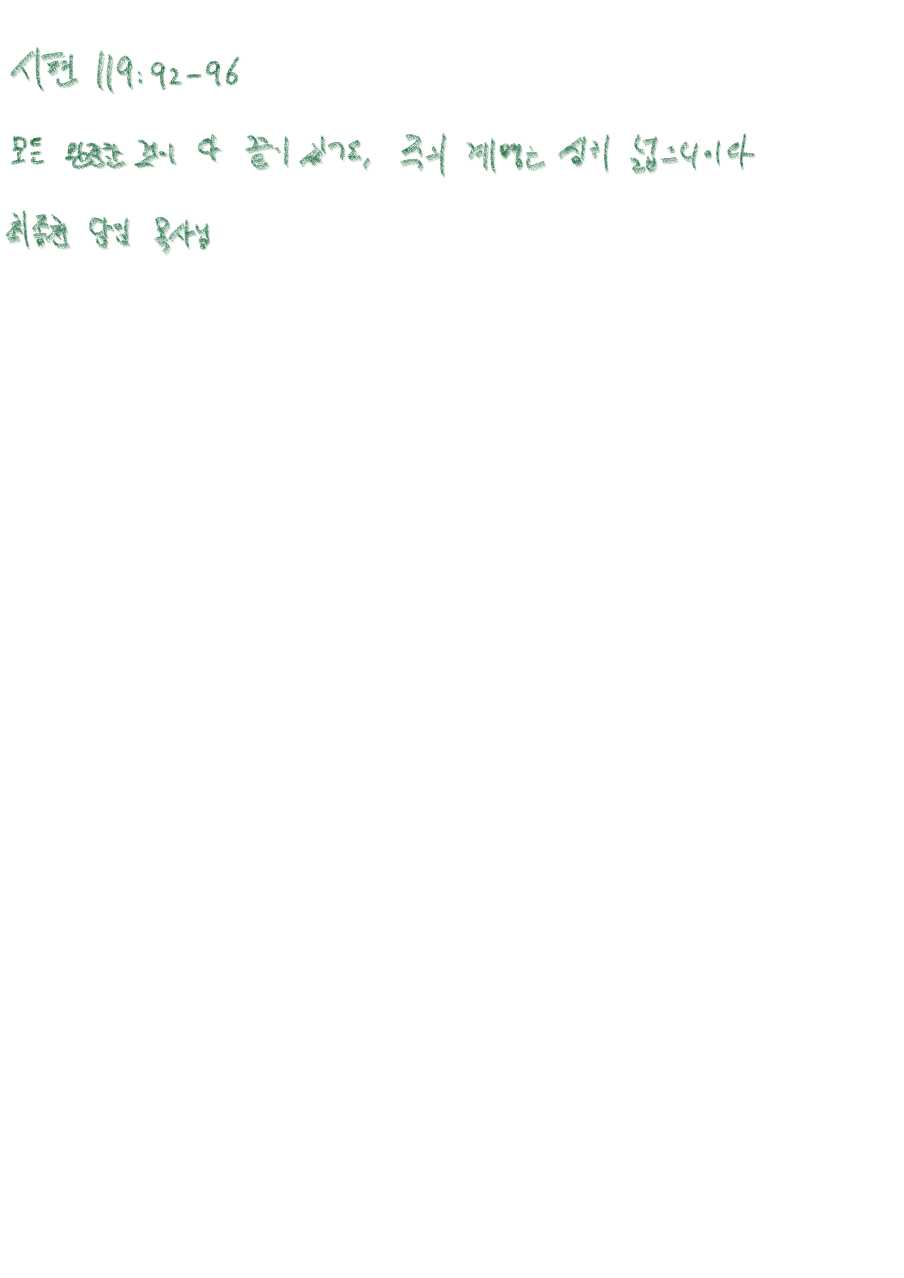 시편 119:92-96
모든 완전한 것이 다 끝이 있어도, 주의 계명은 심히 넓으니이다
최종천 담임 목사님